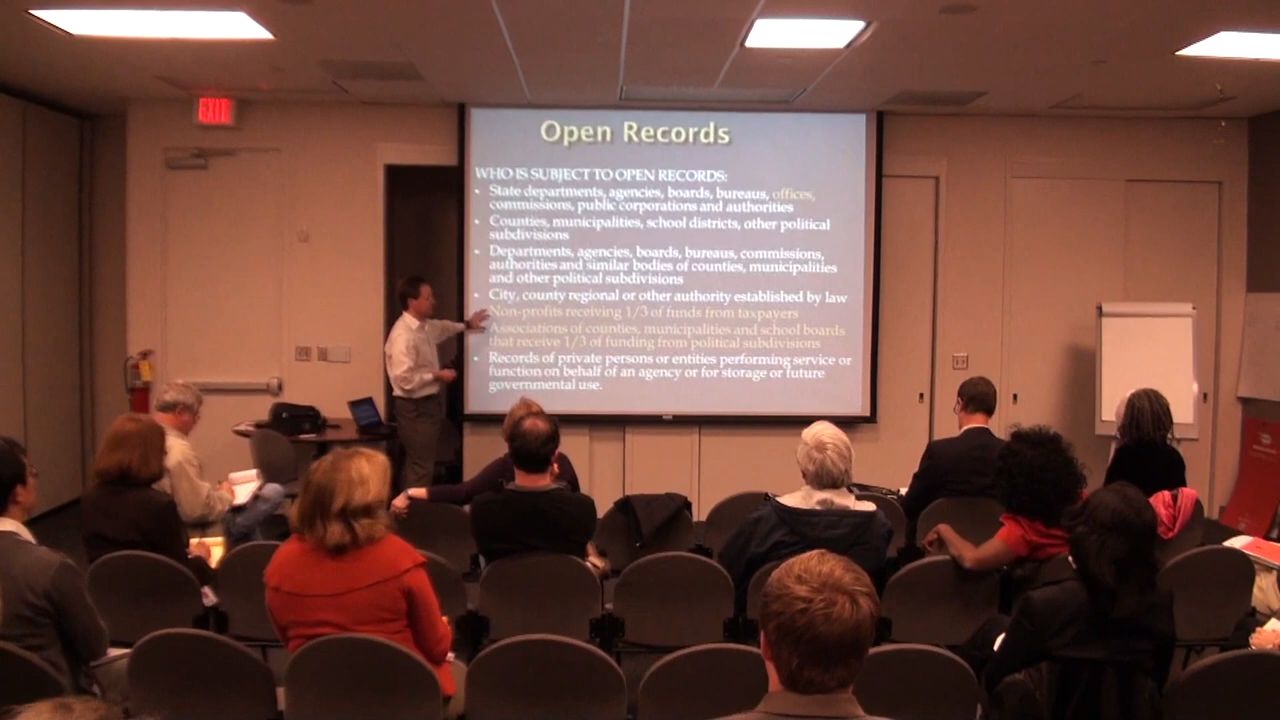 EXIT
Open Records
WHO IS SUBJECT TO OPEN RECORDS:
• State departments, agencies, boards, bureaus, offices,
commissions, public corporations and authorities
• Counties, municipalities, school districts, other political
subdivisions
• Departments, agencies, boards, bureaus, commissions,
authorities and similar bodies of counties, municipalities
and other political subdivisions
• City, county regional or other authority established by law
Non-profits receiving 1/3 of funds from taxpayers
Associations of counties, municipalities and school boards
that receive 1/3 of funding from political subdivisions
• Records of private persons or entities performing service or
function on behalf of an agency or for storage or future
governmental use.